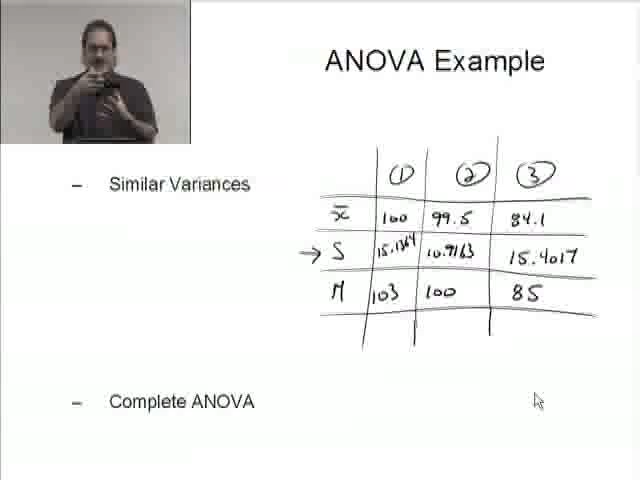 ANOVA Example
– Similar Variances
① ② ③
x̄ 100 99.5 84.1
→ S 15.1364 10.9163 15.4017
M 103 100 85
– Complete ANOVA